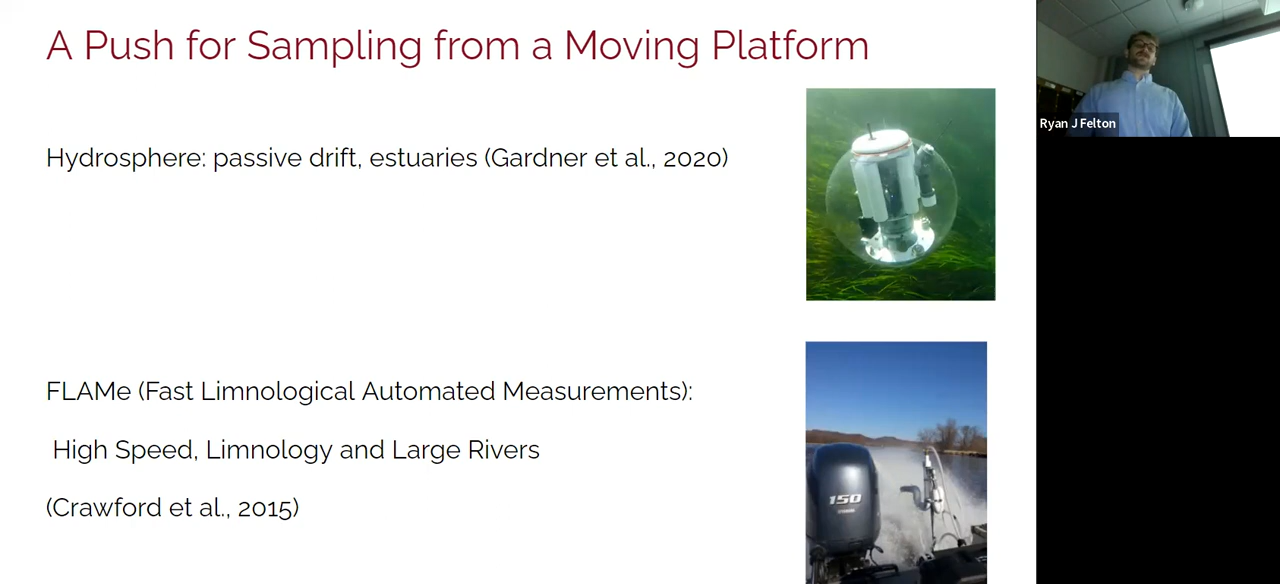 A Push for Sampling from a Moving Platform
Hydrosphere: passive drift, estuaries (Gardner et al., 2020)
FLAMe (Fast Limnological Automated Measurements):
High Speed, Limnology and Large Rivers
(Crawford et al., 2015)
150
Ryan J Felton